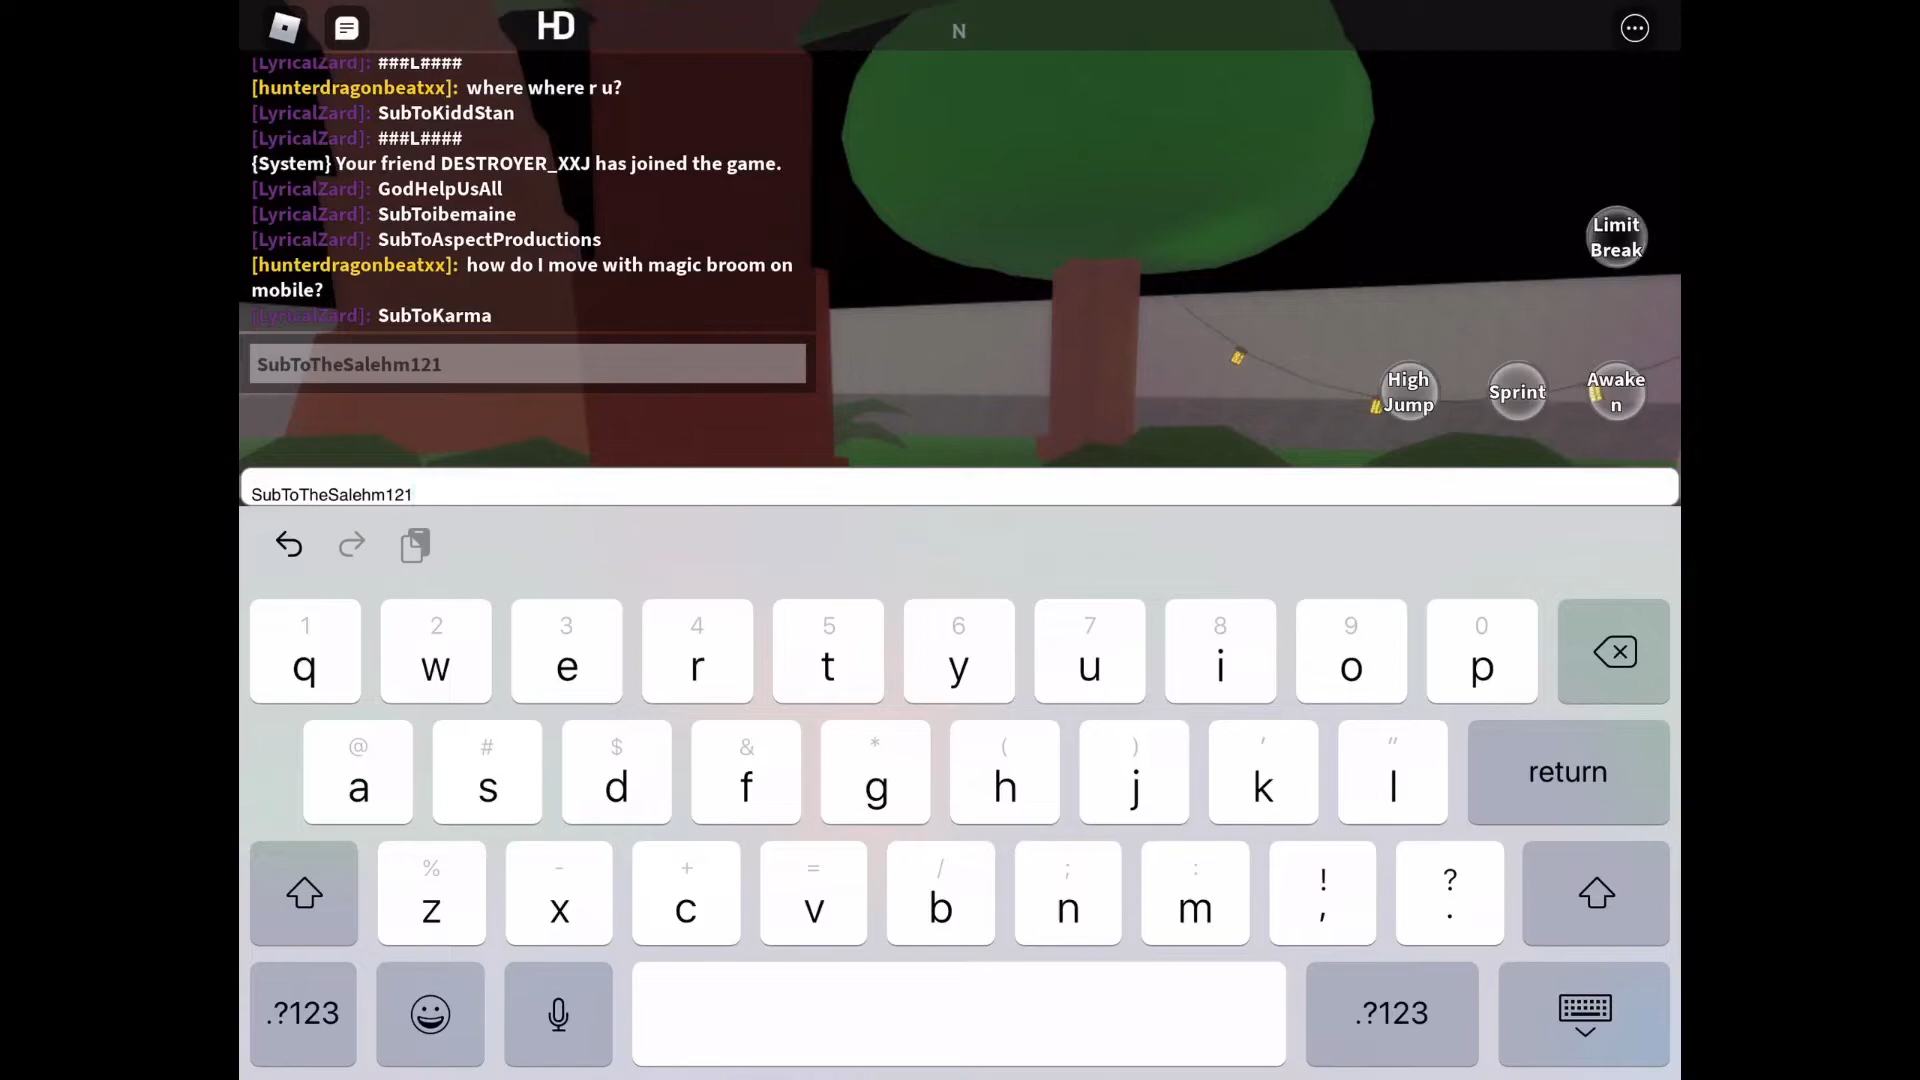 HD
N
[LyricalZard]: ###L####
[hunterdragonbeatxx]: where where r u?
[LyricalZard]: SubToKiddStan
[LyricalZard]: ###L####
{System} Your friend DESTROYER_XXJ has joined the game.
[LyricalZard]: GodHelpUsAll
[LyricalZard]: SubToibemaine
[LyricalZard]: SubToAspectProductions
[hunterdragonbeatxx]: how do I move with magic broom on
mobile?
[LyricalZard]: SubToKarma
SubToTheSalehm121
Limit
Break
High
Jump
Sprint
Awake
n
SubToTheSalehm121
1 2 3 4 5 6 7 8 9 0
q w e r t y u i o p
@ # $ & * ( ) ' "
a s d f g h j k l return
% - + = / ; : ! ?
z x c v b n m , .
.?123 .?123